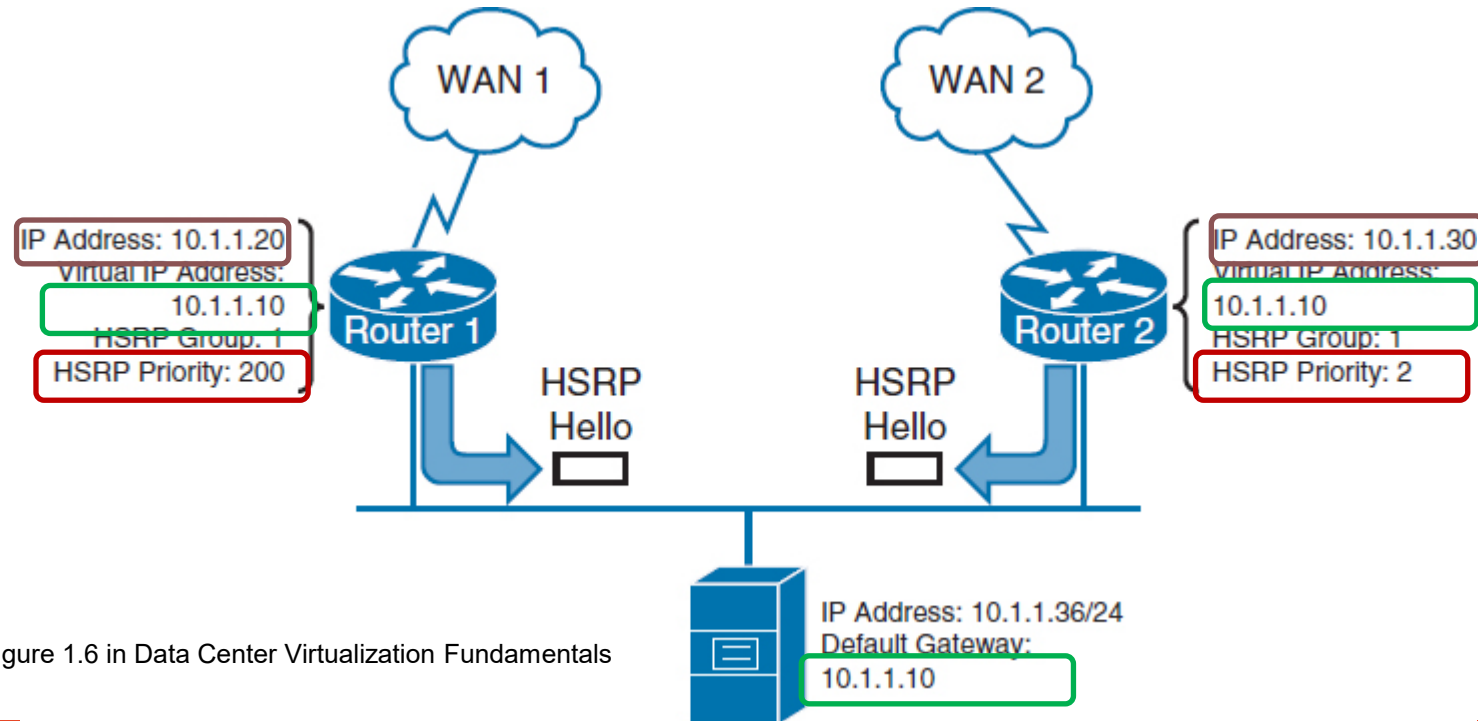 WAN 1
WAN 2
IP Address: 10.1.1.20
Virtual IP Address:
10.1.1.10
HSRP Group: 1
HSRP Priority: 200
Router 1
Router 2
IP Address: 10.1.1.30
Virtual IP Address:
10.1.1.10
HSRP Group: 1
HSRP Priority: 2
HSRP
Hello
HSRP
Hello
IP Address: 10.1.1.36/24
Default Gateway:
10.1.1.10
gure 1.6 in Data Center Virtualization Fundamentals